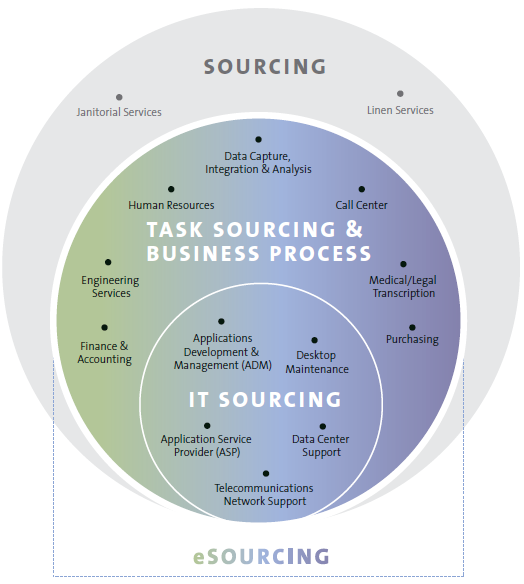 SOURCING
Janitorial Services
Linen Services
Data Capture,
Integration & Analysis
Human Resources
Call Center
TASK SOURCING &
BUSINESS PROCESS
Engineering
Services
Medical/Legal
Transcription
Finance &
Accounting
Purchasing
Applications
Development &
Management (ADM)
Desktop
Maintenance
IT SOURCING
Application Service
Provider (ASP)
Data Center
Support
Telecommunications
Network Support
eSOURCING